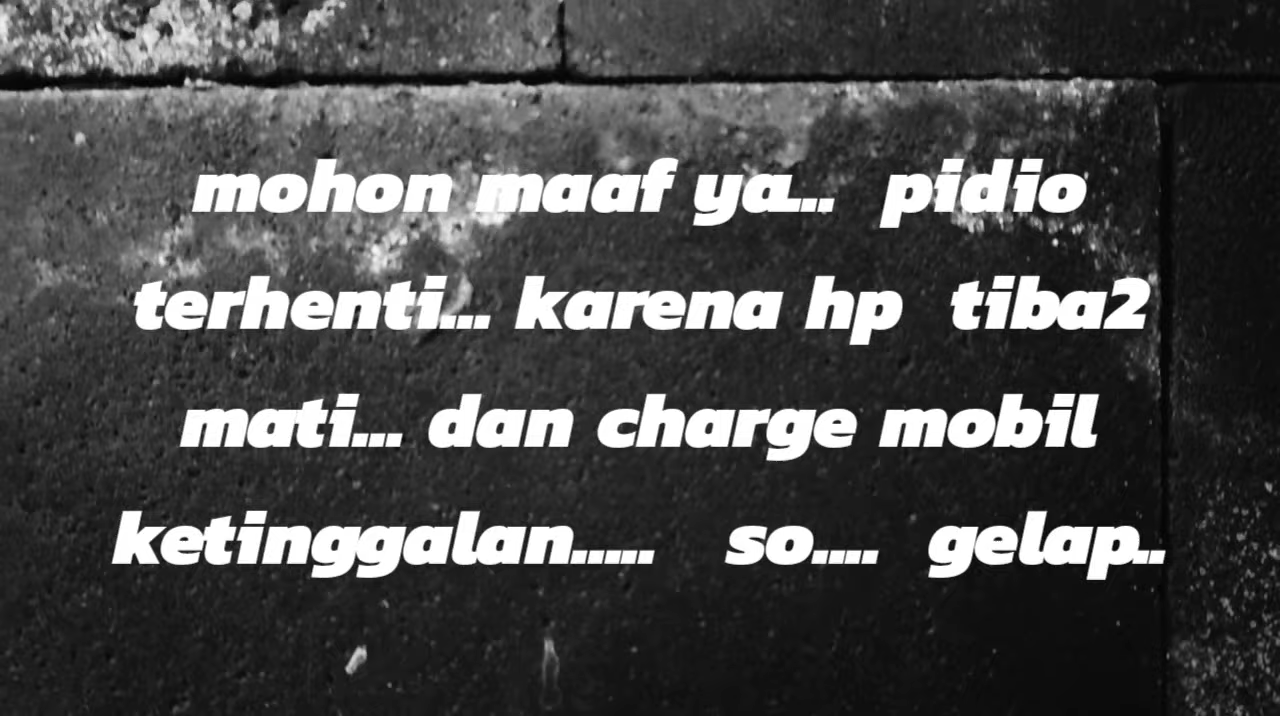 mohon maaf ya... pidio
terhenti... karena hp tiba2
mati... dan charge mobil
ketinggalan..... so.... gelap..